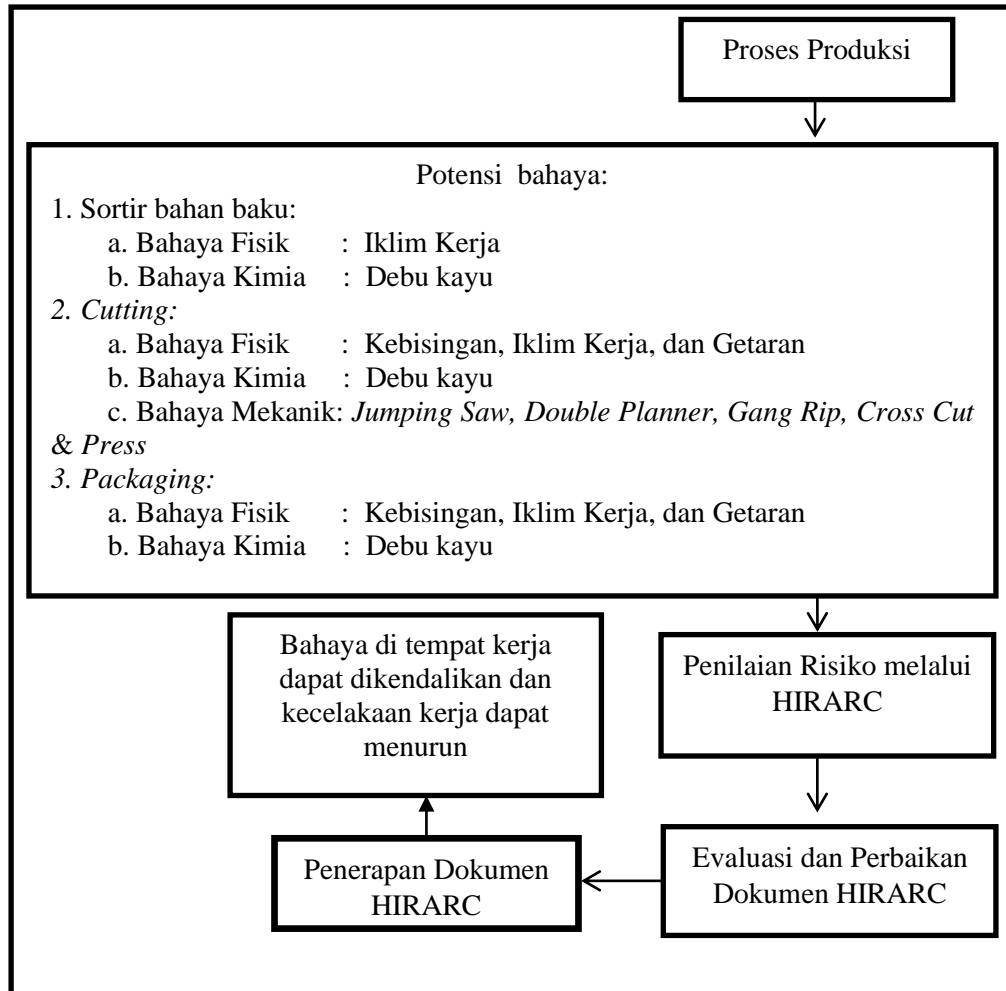 Proses Produksi
Potensi bahaya:
1. Sortir bahan baku:
a. Bahaya Fisik : Iklim Kerja
b. Bahaya Kimia : Debu kayu
2. Cutting:
a. Bahaya Fisik : Kebisingan, Iklim Kerja, dan Getaran
b. Bahaya Kimia : Debu kayu
c. Bahaya Mekanik: Jumping Saw, Double Planner, Gang Rip, Cross Cut
& Press
3. Packaging:
a. Bahaya Fisik : Kebisingan, Iklim Kerja, dan Getaran
b. Bahaya Kimia : Debu kayu
Penilaian Risiko melalui
HIRARC
Evaluasi dan Perbaikan
Dokumen HIRARC
Penerapan Dokumen
HIRARC
Bahaya di tempat kerja
dapat dikendalikan dan
kecelakaan kerja dapat
menurun